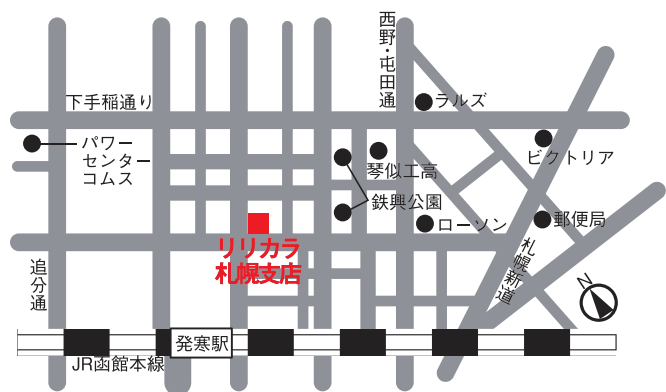 西野・屯田通
下手稲通り
ラルズ
パワー
センター
コムス
琴似工高
ビクトリア
鉄興公園
ローソン
郵便局
リリカラ
札幌支店
追分通
札幌新道
N
発寒駅
JR函館本線